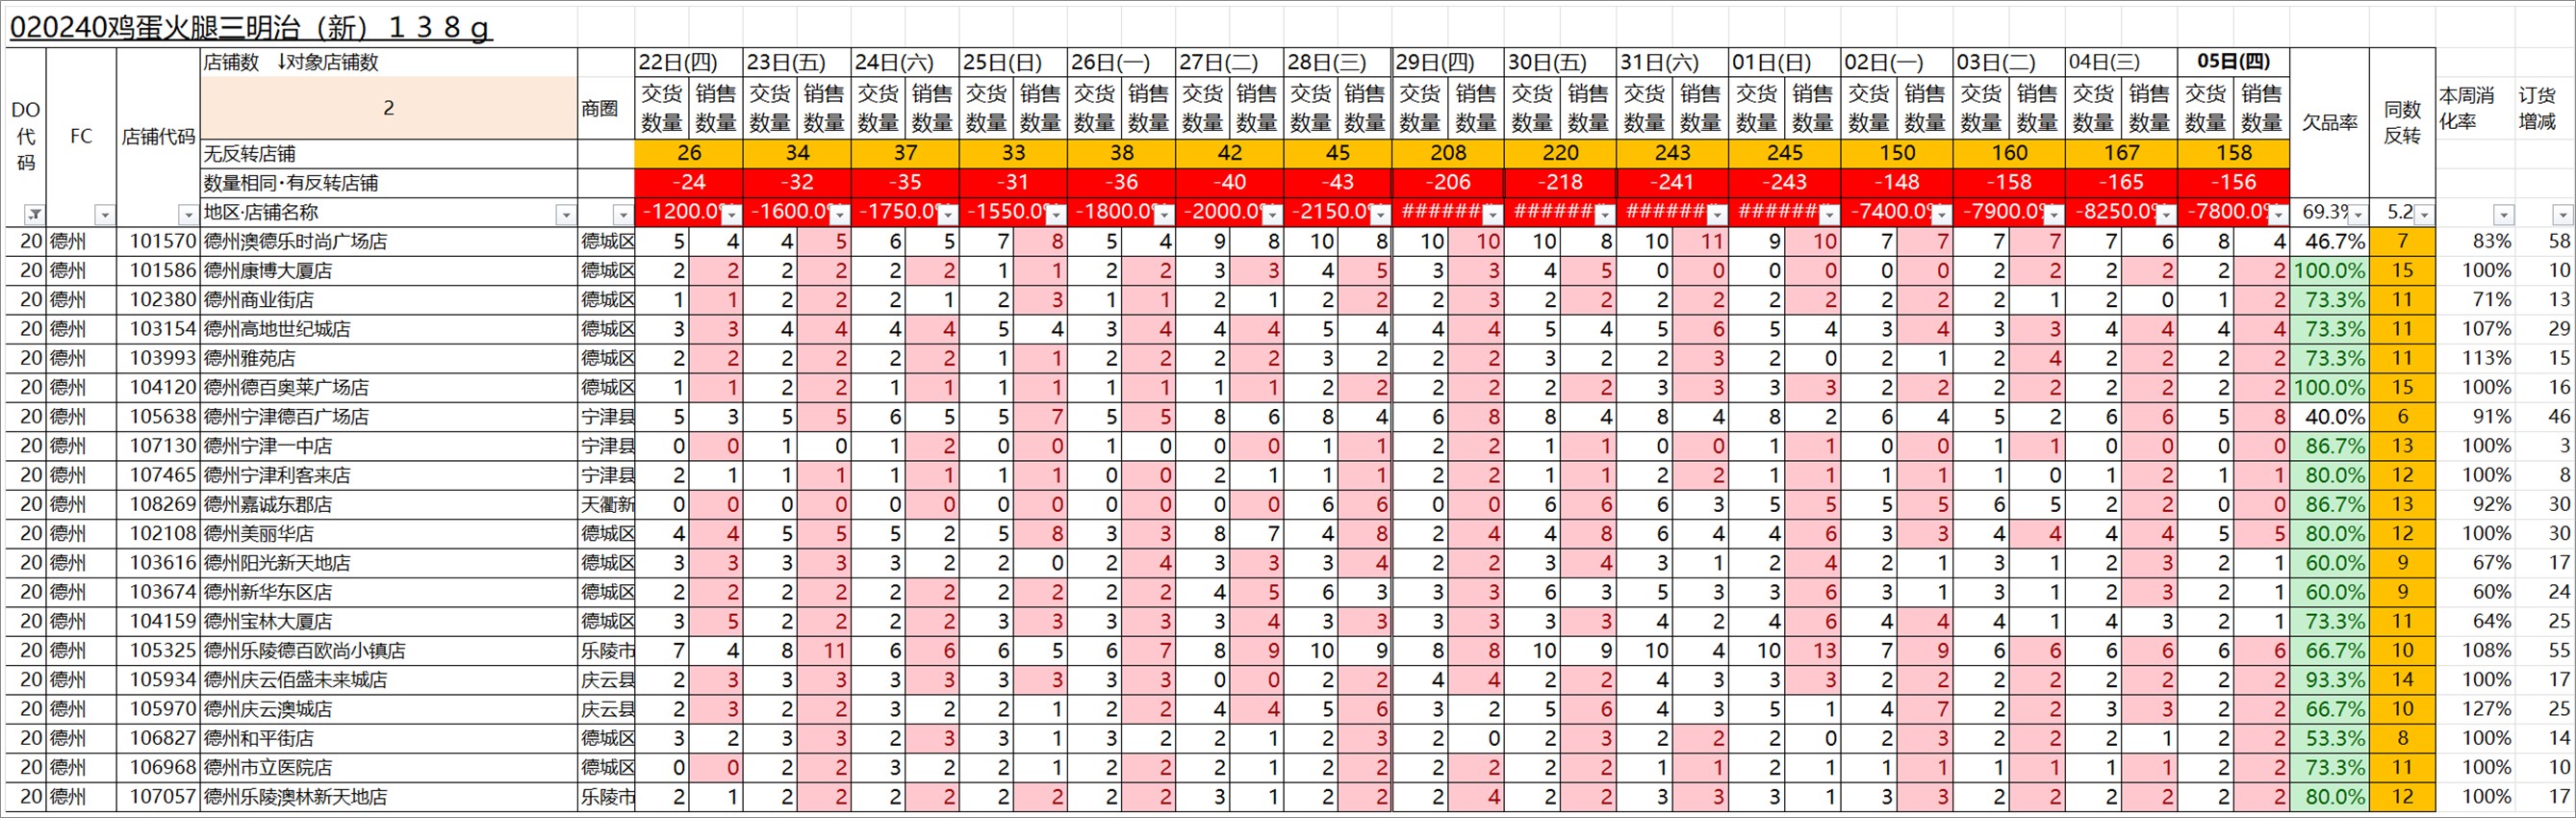 020240鸡蛋火腿三明治（新）１３８ｇ
DO代码 FC 店铺代码 店铺数 ↓对象店铺数 商圈 22日(四) 23日(五) 24日(六) 25日(日) 26日(一) 27日(二) 28日(三) 29日(四) 30日(五) 31日(六) 01日(日) 02日(一) 03日(二) 04日(三) 05日(四) 欠品率 同数反转 本周消化率 订货增减
2 交货数量 销售数量 交货数量 销售数量 交货数量 销售数量 交货数量 销售数量 交货数量 销售数量 交货数量 销售数量 交货数量 销售数量 交货数量 销售数量 交货数量 销售数量 交货数量 销售数量 交货数量 销售数量 交货数量 销售数量 交货数量 销售数量 交货数量 销售数量 交货数量 销售数量
无反转店铺 26 34 37 33 38 42 45 208 220 243 245 150 160 167 158
数量相同·有反转店铺 -24 -32 -35 -31 -36 -40 -43 -206 -218 -241 -243 -148 -158 -165 -156
地区·店铺名称 -1200.0% -1600.0% -1750.0% -1550.0% -1800.0% -2000.0% -2150.0% ####### ####### ####### ####### -7400.0% -7900.0% -8250.0% -7800.0% 69.3% 5.2
20 德州 101570 德州澳德乐时尚广场店 德城区 5 4 4 5 6 5 7 8 5 4 9 8 10 8 10 10 10 8 10 11 9 10 7 7 7 7 7 6 8 4 46.7% 7 83% 58
20 德州 101586 德州康博大厦店 德城区 2 2 2 2 2 2 1 1 2 2 3 3 4 5 3 3 4 5 0 0 0 0 0 0 2 2 2 2 2 2 100.0% 15 100% 10
20 德州 102380 德州商业街店 德城区 1 1 2 2 2 1 2 3 1 1 2 1 2 2 2 3 2 2 2 2 2 2 2 2 2 1 2 0 1 2 73.3% 11 71% 13
20 德州 103154 德州高地世纪城店 德城区 3 3 4 4 4 4 5 4 3 4 4 4 5 4 4 4 5 4 5 6 5 4 3 4 3 3 4 4 4 4 73.3% 11 107% 29
20 德州 103993 德州雅苑店 德城区 2 2 2 2 2 2 1 1 2 2 2 2 3 2 2 2 3 2 2 3 2 0 2 1 2 4 2 2 2 2 73.3% 11 113% 15
20 德州 104120 德州德百奥莱广场店 德城区 1 1 2 2 1 1 1 1 1 1 1 1 2 2 2 2 2 2 3 3 3 3 2 2 2 2 2 2 2 2 100.0% 15 100% 16
20 德州 105638 德州宁津德百广场店 宁津县 5 3 5 5 6 5 5 7 5 5 8 6 8 4 6 8 8 4 8 4 8 2 6 4 5 2 6 6 5 8 40.0% 6 91% 46
20 德州 107130 德州宁津一中店 宁津县 0 0 1 0 1 2 0 0 1 0 0 0 1 1 2 2 1 1 0 0 1 1 0 0 1 1 0 0 0 0 86.7% 13 100% 3
20 德州 107465 德州宁津利客来店 宁津县 2 1 1 1 1 1 1 1 0 0 2 1 1 1 2 2 1 1 2 2 1 1 1 1 1 0 1 2 1 1 80.0% 12 100% 8
20 德州 108269 德州嘉诚东郡店 天衢新 0 0 0 0 0 0 0 0 0 0 0 0 6 6 0 0 6 6 6 3 5 5 5 5 6 5 2 2 0 0 86.7% 13 92% 30
20 德州 102108 德州美丽华店 德城区 4 4 5 5 5 2 5 8 3 3 8 7 4 8 2 4 4 8 6 4 4 6 3 3 4 4 4 4 5 5 80.0% 12 100% 30
20 德州 103616 德州阳光新天地店 德城区 3 3 3 3 3 2 2 0 2 4 3 3 3 4 2 2 3 4 3 1 2 4 2 1 3 1 2 3 2 1 60.0% 9 67% 17
20 德州 103674 德州新华东区店 德城区 2 2 2 2 2 2 2 2 2 2 4 5 6 3 3 3 6 3 5 3 3 6 3 1 3 1 2 3 2 1 60.0% 9 60% 24
20 德州 104159 德州宝林大厦店 德城区 3 5 2 2 2 2 3 3 3 3 3 4 3 3 3 3 3 3 4 2 4 6 4 4 4 1 4 3 2 1 73.3% 11 64% 25
20 德州 105325 德州乐陵德百欧尚小镇店 乐陵市 7 4 8 11 6 6 6 5 6 7 8 9 10 9 8 8 10 9 10 4 10 13 7 9 6 6 6 6 6 6 66.7% 10 108% 55
20 德州 105934 德州庆云佰盛未来城店 庆云县 2 3 3 3 3 3 3 3 3 3 0 0 2 2 4 4 2 2 4 3 3 3 2 2 2 2 2 2 2 2 93.3% 14 100% 17
20 德州 105970 德州庆云澳城店 庆云县 2 3 2 2 3 2 2 1 2 2 4 4 5 6 3 2 5 6 4 3 5 1 4 7 2 2 3 3 2 2 66.7% 10 127% 25
20 德州 106827 德州和平街店 德城区 3 2 3 3 2 3 3 1 3 2 2 1 2 3 2 0 2 3 2 2 2 0 2 3 2 2 2 1 2 2 53.3% 8 100% 14
20 德州 106968 德州市立医院店 德城区 0 0 2 2 3 2 2 1 2 2 2 1 2 2 2 2 2 2 1 1 2 1 1 1 1 1 1 1 2 2 73.3% 11 100% 10
20 德州 107057 德州乐陵澳林新天地店 乐陵市 2 1 2 2 2 2 2 2 2 2 3 1 2 2 2 4 2 2 3 3 3 1 3 3 2 2 2 2 2 2 80.0% 12 100% 17